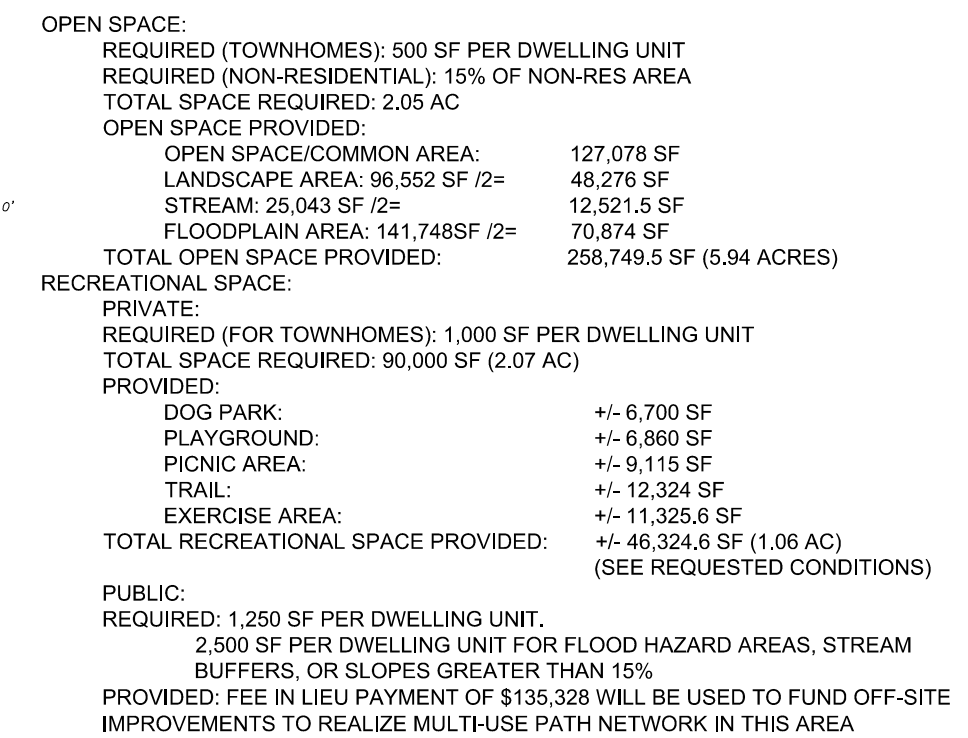 OPEN SPACE:
REQUIRED (TOWNHOMES): 500 SF PER DWELLING UNIT
REQUIRED (NON-RESIDENTIAL): 15% OF NON-RES AREA
TOTAL SPACE REQUIRED: 2.05 AC
OPEN SPACE PROVIDED:
OPEN SPACE/COMMON AREA: 127,078 SF
LANDSCAPE AREA: 96,552 SF /2= 48,276 SF
0' STREAM: 25,043 SF /2= 12,521.5 SF
FLOODPLAIN AREA: 141,748SF /2= 70,874 SF
TOTAL OPEN SPACE PROVIDED: 258,749.5 SF (5.94 ACRES)
RECREATIONAL SPACE:
PRIVATE:
REQUIRED (FOR TOWNHOMES): 1,000 SF PER DWELLING UNIT
TOTAL SPACE REQUIRED: 90,000 SF (2.07 AC)
PROVIDED:
DOG PARK: +/- 6,700 SF
PLAYGROUND: +/- 6,860 SF
PICNIC AREA: +/- 9,115 SF
TRAIL: +/- 12,324 SF
EXERCISE AREA: +/- 11,325.6 SF
TOTAL RECREATIONAL SPACE PROVIDED: +/- 46,324.6 SF (1.06 AC)
(SEE REQUESTED CONDITIONS)
PUBLIC:
REQUIRED: 1,250 SF PER DWELLING UNIT.
2,500 SF PER DWELLING UNIT FOR FLOOD HAZARD AREAS, STREAM
BUFFERS, OR SLOPES GREATER THAN 15%
PROVIDED: FEE IN LIEU PAYMENT OF $135,328 WILL BE USED TO FUND OFF-SITE
IMPROVEMENTS TO REALIZE MULTI-USE PATH NETWORK IN THIS AREA